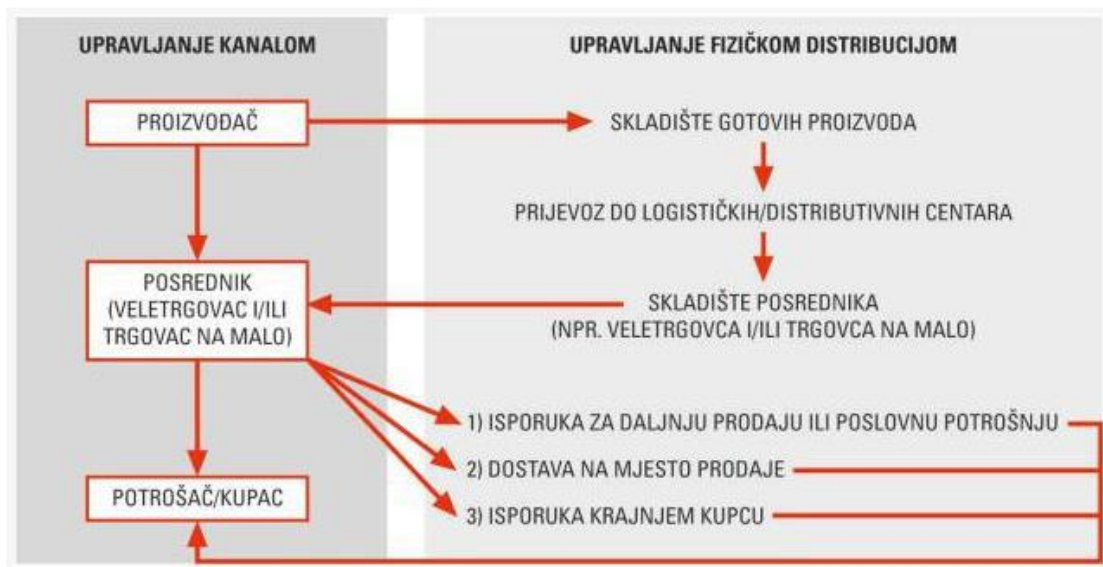 UPRAVLJANJE KANALOM
UPRAVLJANJE FIZIČKOM DISTRIBUCIJOM
PROIZVOĐAČ
SKLADIŠTE GOTOVIH PROIZVODA
PRIJEVOZ DO LOGISTIČKIH/DISTRIBUTIVNIH CENTARA
POSREDNIK
(VELETRGOVAC I/ILI
TRGOVAC NA MALO)
SKLADIŠTE POSREDNIKA
(NPR. VELETRGOVCA I/ILI TRGOVCA NA MALO)
1) ISPORUKA ZA DALJNJU PRODAJU ILI POSLOVNU POTROŠNJU
2) DOSTAVA NA MJESTO PRODAJE
3) ISPORUKA KRAJNJEM KUPCU
POTROŠAČ/KUPAC